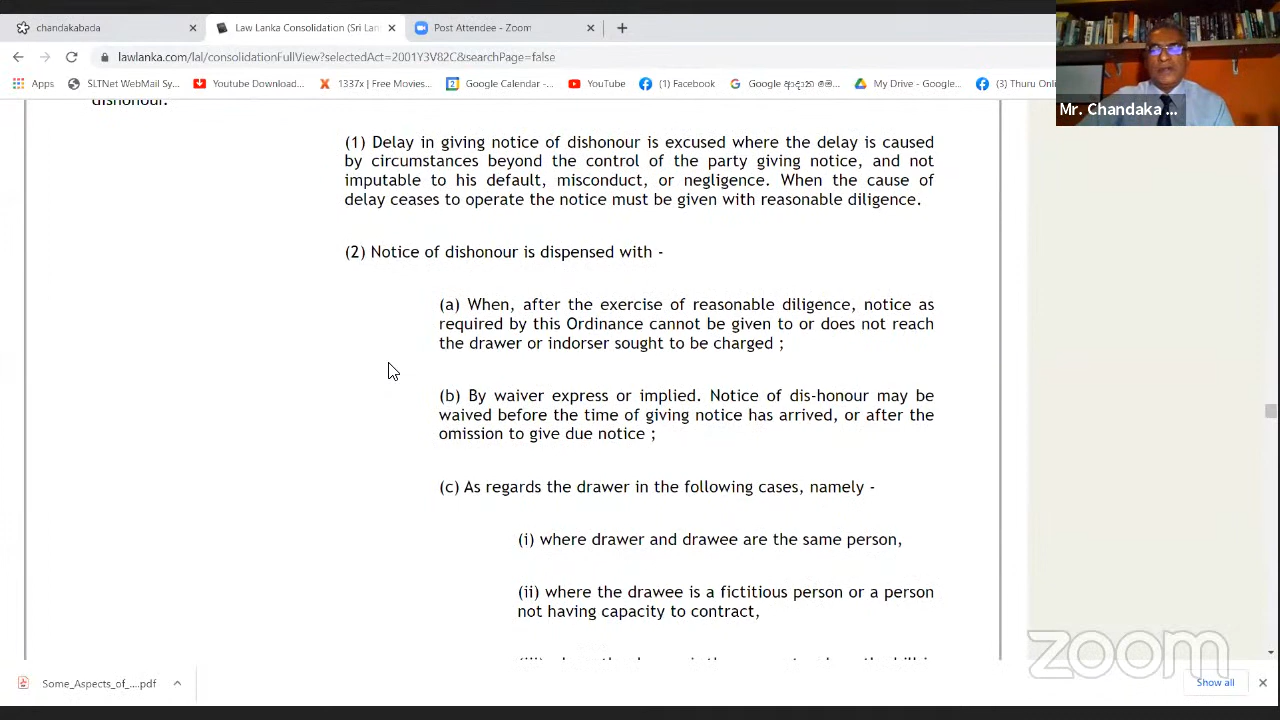 chandakabada
Law Lanka Consolidation (Sri Lan
Post Attendee - Zoom
lawlanka.com/lal/consolidationFullView?selectedAct=2001Y3V82C&searchPage=false
Apps
SLTNet WebMail Sy...
Youtube Download...
1337x | Free Movies...
Google Calendar -...
YouTube
(1) Facebook
Google
My Drive - Google...
(3) Thuru Onli
Mr. Chandaka ...
dishonour.
(1) Delay in giving notice of dishonour is excused where the delay is caused
by circumstances beyond the control of the party giving notice, and not
imputable to his default, misconduct, or negligence. When the cause of
delay ceases to operate the notice must be given with reasonable diligence.
(2) Notice of dishonour is dispensed with -
(a) When, after the exercise of reasonable diligence, notice as
required by this Ordinance cannot be given to or does not reach
the drawer or indorser sought to be charged ;
(b) By waiver express or implied. Notice of dis-honour may be
waived before the time of giving notice has arrived, or after the
omission to give due notice ;
(c) As regards the drawer in the following cases, namely -
(i) where drawer and drawee are the same person,
(ii) where the drawee is a fictitious person or a person
not having capacity to contract,
zoom
Some_Aspects_of_....pdf
Show all